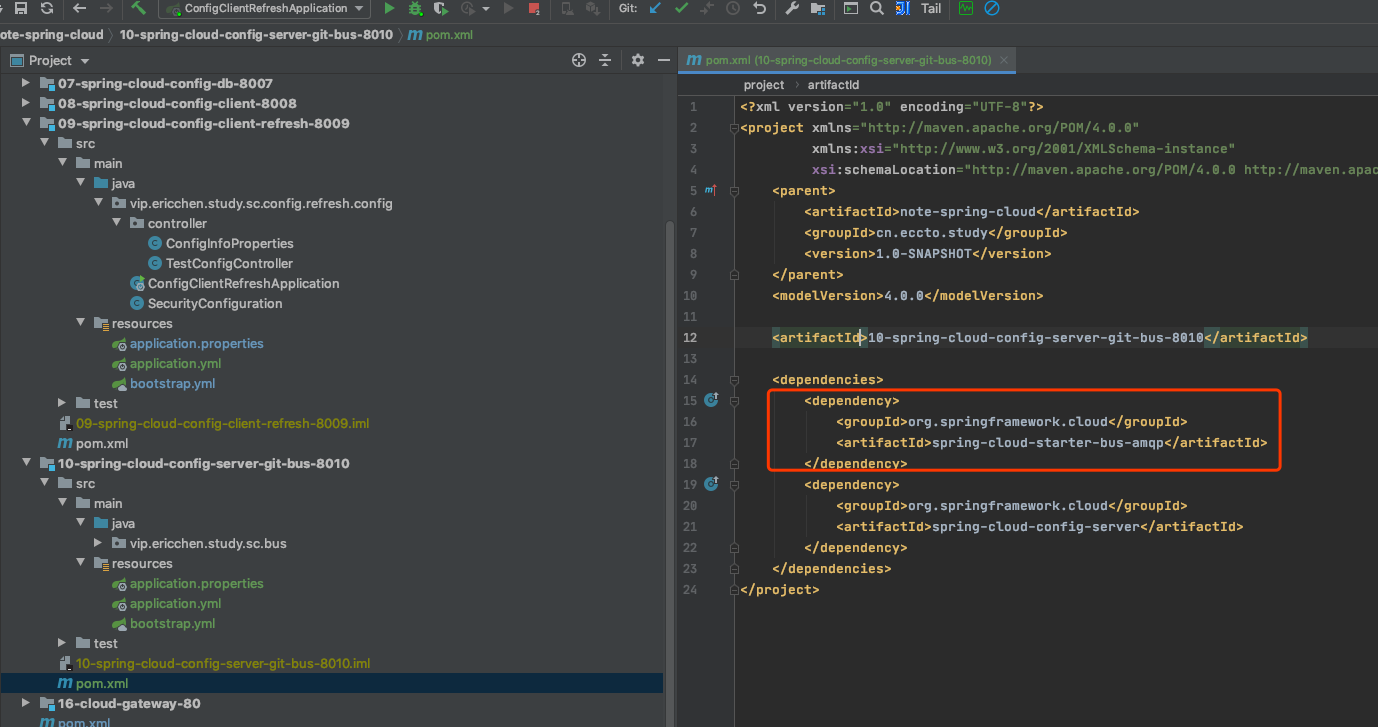 ConfigClientRefreshApplication
Git:
Tail
ote-spring-cloud
10-spring-cloud-config-server-git-bus-8010
pom.xml
Project
07-spring-cloud-config-db-8007
08-spring-cloud-config-client-8008
09-spring-cloud-config-client-refresh-8009
src
main
java
vip.ericchen.study.sc.config.refresh.config
controller
ConfigInfoProperties
TestConfigController
ConfigClientRefreshApplication
SecurityConfiguration
resources
application.properties
application.yml
bootstrap.yml
test
09-spring-cloud-config-client-refresh-8009.iml
pom.xml
10-spring-cloud-config-server-git-bus-8010
src
main
java
vip.ericchen.study.sc.bus
resources
application.properties
application.yml
bootstrap.yml
test
10-spring-cloud-config-server-git-bus-8010.iml
pom.xml
16-cloud-gateway-80
pom.xml
pom.xml (10-spring-cloud-config-server-git-bus-8010)
project › artifactId
1 <?xml version="1.0" encoding="UTF-8"?>
2 <project xmlns="http://maven.apache.org/POM/4.0.0"
3 xmlns:xsi="http://www.w3.org/2001/XMLSchema-instance"
4 xsi:schemaLocation="http://maven.apache.org/POM/4.0.0 http://maven.apac
5 <parent>
6 <artifactId>note-spring-cloud</artifactId>
7 <groupId>cn.eccto.study</groupId>
8 <version>1.0-SNAPSHOT</version>
9 </parent>
10 <modelVersion>4.0.0</modelVersion>
11
12 <artifactId>10-spring-cloud-config-server-git-bus-8010</artifactId>
13
14 <dependencies>
15 <dependency>
16 <groupId>org.springframework.cloud</groupId>
17 <artifactId>spring-cloud-starter-bus-amqp</artifactId>
18 </dependency>
19 <dependency>
20 <groupId>org.springframework.cloud</groupId>
21 <artifactId>spring-cloud-config-server</artifactId>
22 </dependency>
23 </dependencies>
24 </project>